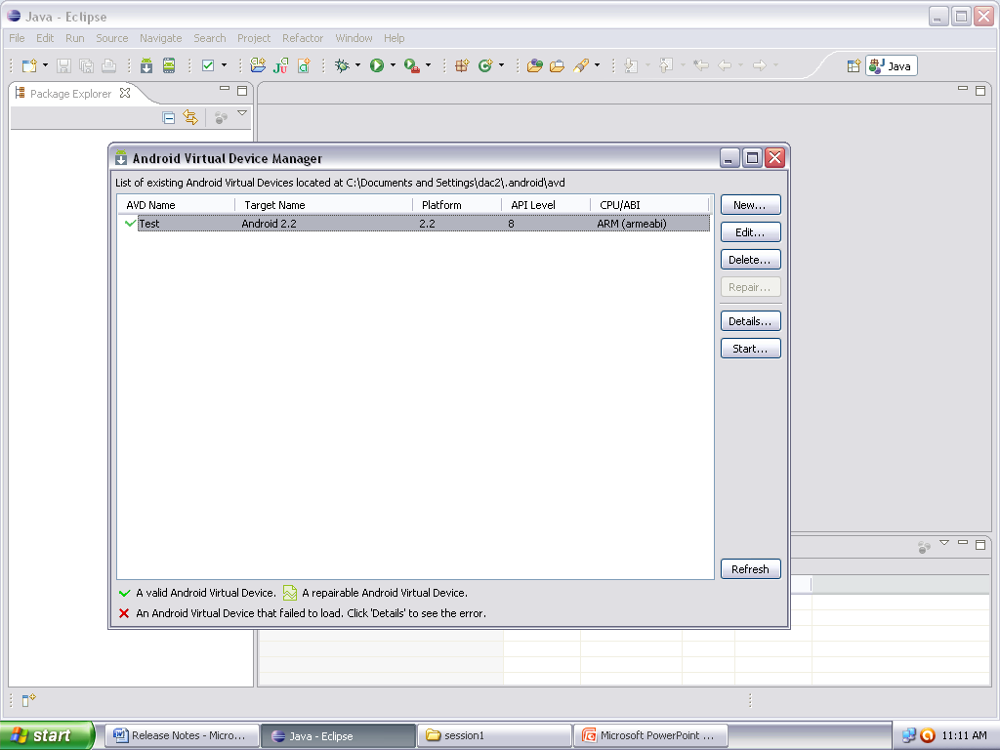 Java - Eclipse
File Edit Run Source Navigate Search Project Refactor Window Help
Java
Package Explorer
Android Virtual Device Manager
List of existing Android Virtual Devices located at C:\Documents and Settings\dac2\.android\avd
AVD Name Target Name Platform API Level CPU/ABI
Test Android 2.2 2.2 8 ARM (armeabi)
New...
Edit...
Delete...
Repair...
Details...
Start...
Refresh
A valid Android Virtual Device. A repairable Android Virtual Device.
An Android Virtual Device that failed to load. Click 'Details' to see the error.
start Release Notes - Micro... Java - Eclipse session1 Microsoft PowerPoint ... 11:11 AM